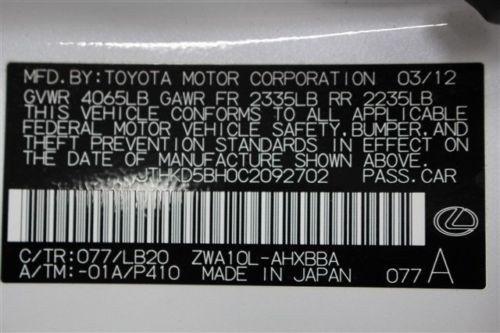 MFD.BY:TOYOTA MOTOR CORPORATION 03/12
GVWR 4065LB GAWR FR 2335LB RR 2235LB
THIS VEHICLE CONFORMS TO ALL APPLICABLE
FEDERAL MOTOR VEHICLE SAFETY,BUMPER,AND
THEFT PREVENTION STANDARDS IN EFFECT ON
THE DATE OF MANUFACTURE SHOWN ABOVE.
JTHKD5BH0C2092702 PASS.CAR
C/TR:077/LB20 ZWA10L-AHXBBA
A/TM:-01A/P410 MADE IN JAPAN 077 A